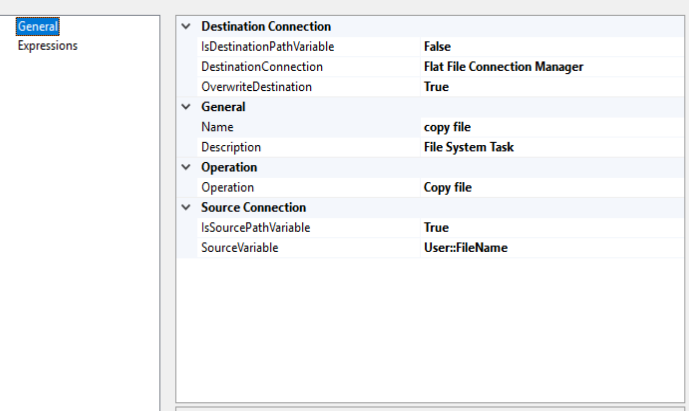 General
Expressions
Destination Connection
IsDestinationPathVariable False
DestinationConnection Flat File Connection Manager
OverwriteDestination True
General
Name copy file
Description File System Task
Operation
Operation Copy file
Source Connection
IsSourcePathVariable True
SourceVariable User::FileName